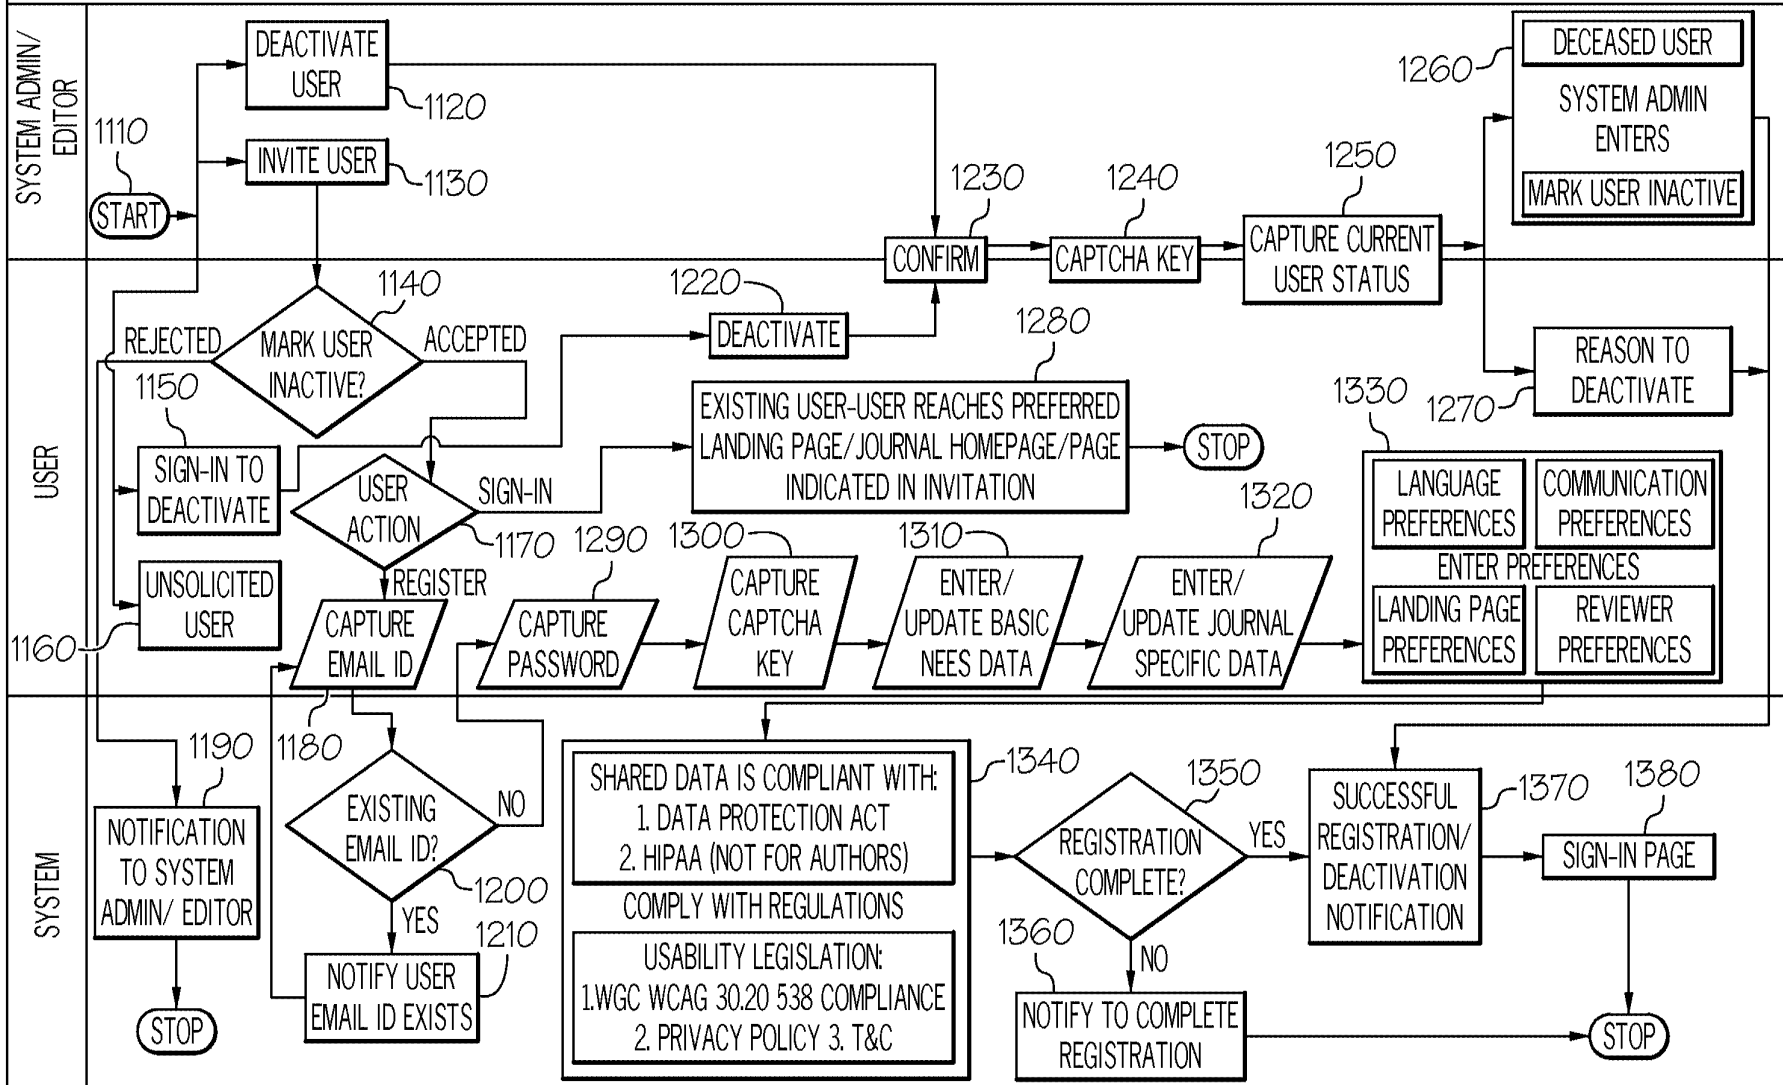 SYSTEM ADMIN/
EDITOR
1110
START
DEACTIVATE
USER
1120
INVITE USER
1130
1230
CONFIRM
1240
CAPTCHA KEY
1250
CAPTURE CURRENT
USER STATUS
1260
DECEASED USER
SYSTEM ADMIN
ENTERS
MARK USER INACTIVE
USER
1140
REJECTED
MARK USER
INACTIVE?
ACCEPTED
1220
DEACTIVATE
1270
REASON TO
DEACTIVATE
1150
SIGN-IN TO
DEACTIVATE
1280
EXISTING USER-USER REACHES PREFERRED
LANDING PAGE/JOURNAL HOMEPAGE/PAGE
INDICATED IN INVITATION
STOP
USER
ACTION
SIGN-IN
1170
REGISTER
1160
UNSOLICITED
USER
CAPTURE
EMAIL ID
1180
1290
CAPTURE
PASSWORD
1300
CAPTURE
CAPTCHA
KEY
1310
ENTER/
UPDATE BASIC
NEES DATA
1320
ENTER/
UPDATE JOURNAL
SPECIFIC DATA
1330
LANGUAGE
PREFERENCES
COMMUNICATION
PREFERENCES
ENTER PREFERENCES
LANDING PAGE
PREFERENCES
REVIEWER
PREFERENCES
SYSTEM
1190
NOTIFICATION
TO SYSTEM
ADMIN/ EDITOR
STOP
EXISTING
EMAIL ID?
NO
1200
YES
1210
NOTIFY USER
EMAIL ID EXISTS
1340
SHARED DATA IS COMPLIANT WITH:
1. DATA PROTECTION ACT
2. HIPAA (NOT FOR AUTHORS)
COMPLY WITH REGULATIONS
USABILITY LEGISLATION:
1.WGC WCAG 30.20 538 COMPLIANCE
2. PRIVACY POLICY 3. T&C
1350
REGISTRATION
COMPLETE?
YES
NO
1360
NOTIFY TO COMPLETE
REGISTRATION
1370
SUCCESSFUL
REGISTRATION/
DEACTIVATION
NOTIFICATION
1380
SIGN-IN PAGE
STOP